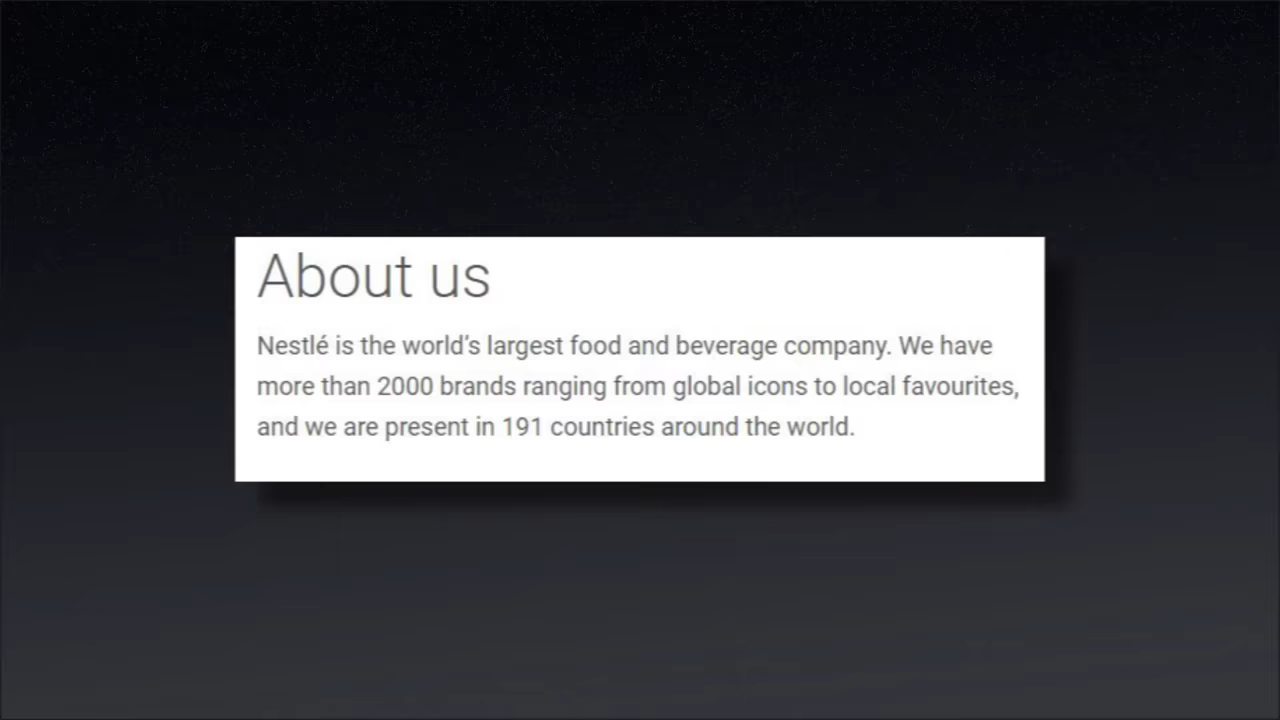 About us
Nestlé is the world's largest food and beverage company. We have
more than 2000 brands ranging from global icons to local favourites,
and we are present in 191 countries around the world.